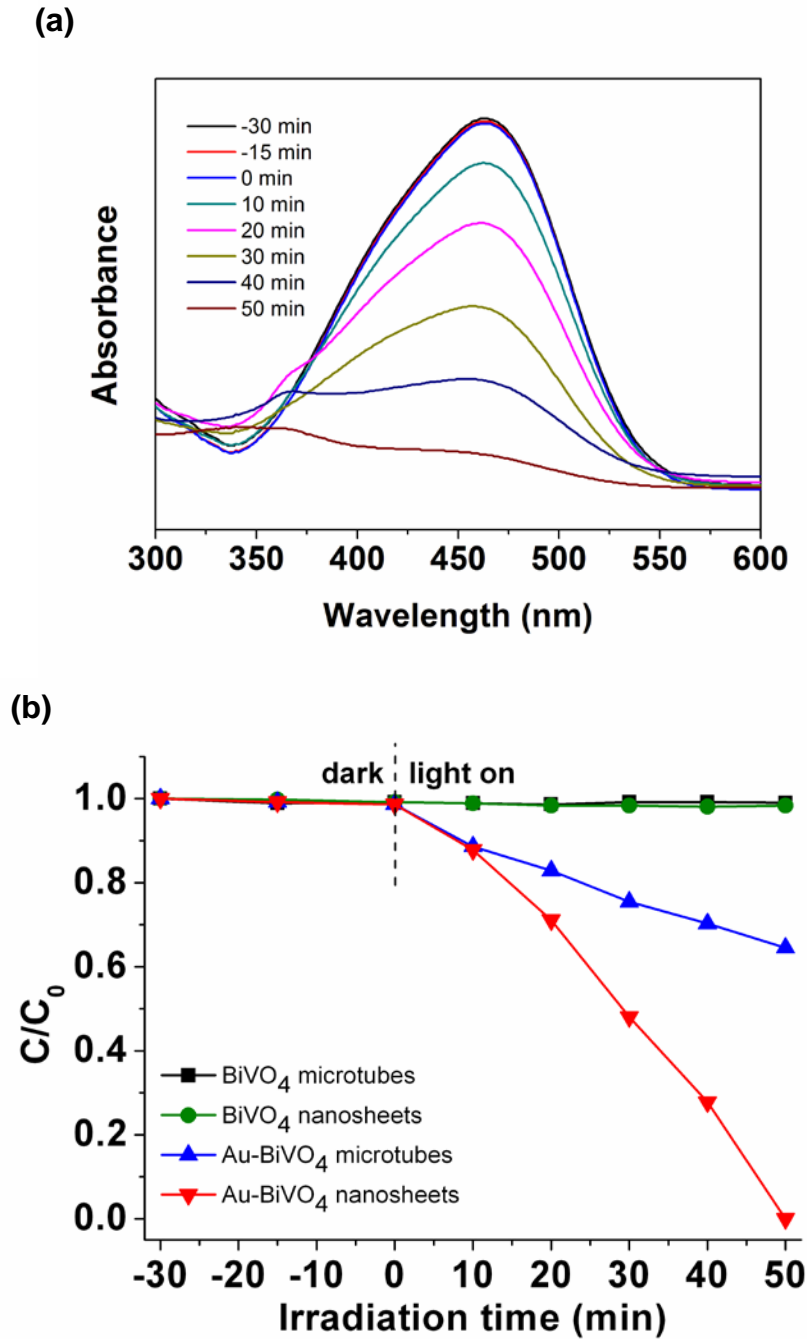 (a)
-30 min
-15 min
0 min
10 min
20 min
30 min
40 min
50 min
Absorbance
300 350 400 450 500 550 600
Wavelength (nm)
(b)
dark light on
1.0
0.8
0.6
0.4
0.2
0.0
C/C0
BiVO4 microtubes
BiVO4 nanosheets
Au-BiVO4 microtubes
Au-BiVO4 nanosheets
-30 -20 -10 0 10 20 30 40 50
Irradiation time (min)